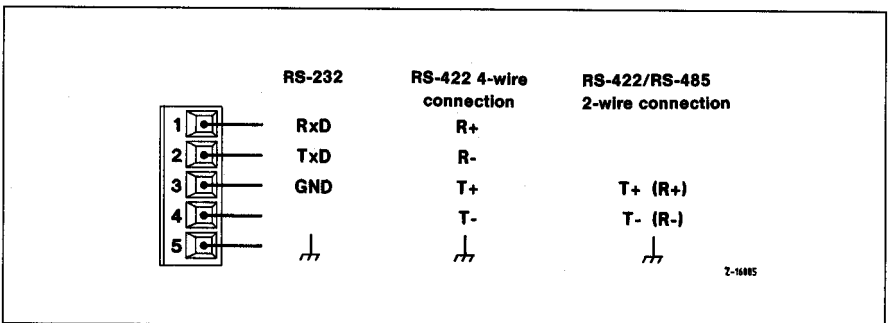 RS-232 RS-422 4-wire connection RS-422/RS-485 2-wire connection
1 RxD R+
2 TxD R-
3 GND T+ T+ (R+)
4 T- T- (R-)
5
Z-16005